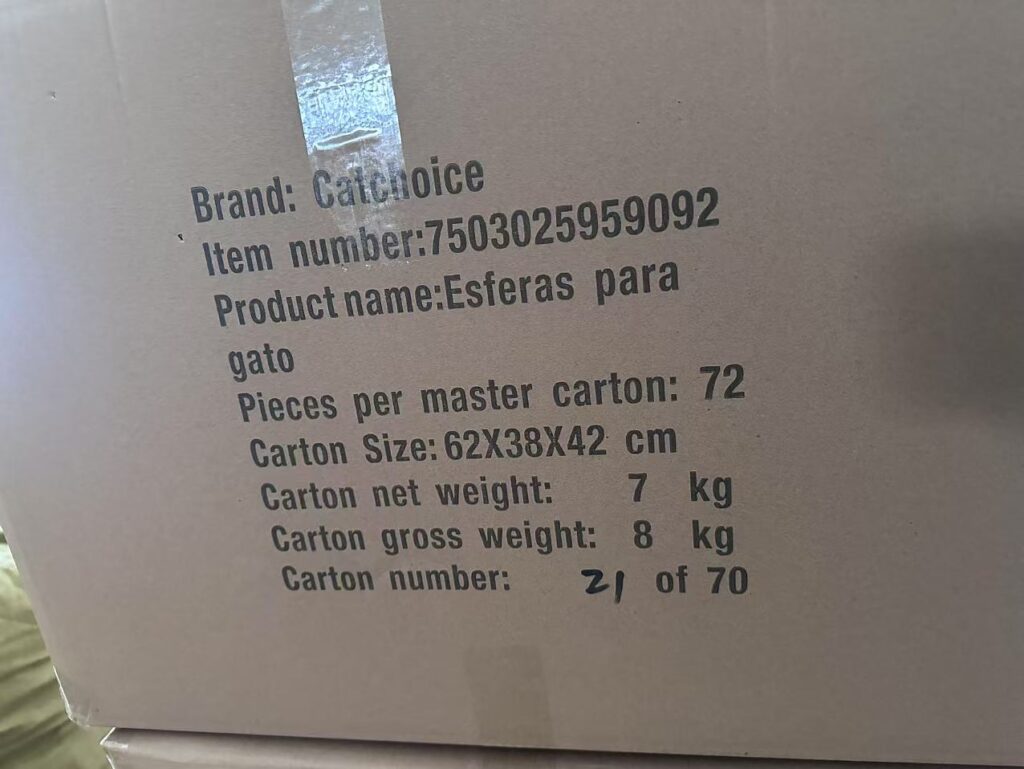 Brand: Catchoice
Item number:7503025959092
Product name:Esferas para
gato
Pieces per master carton: 72
Carton Size: 62X38X42 cm
Carton net weight: 7 kg
Carton gross weight: 8 kg
Carton number: 21 of 70